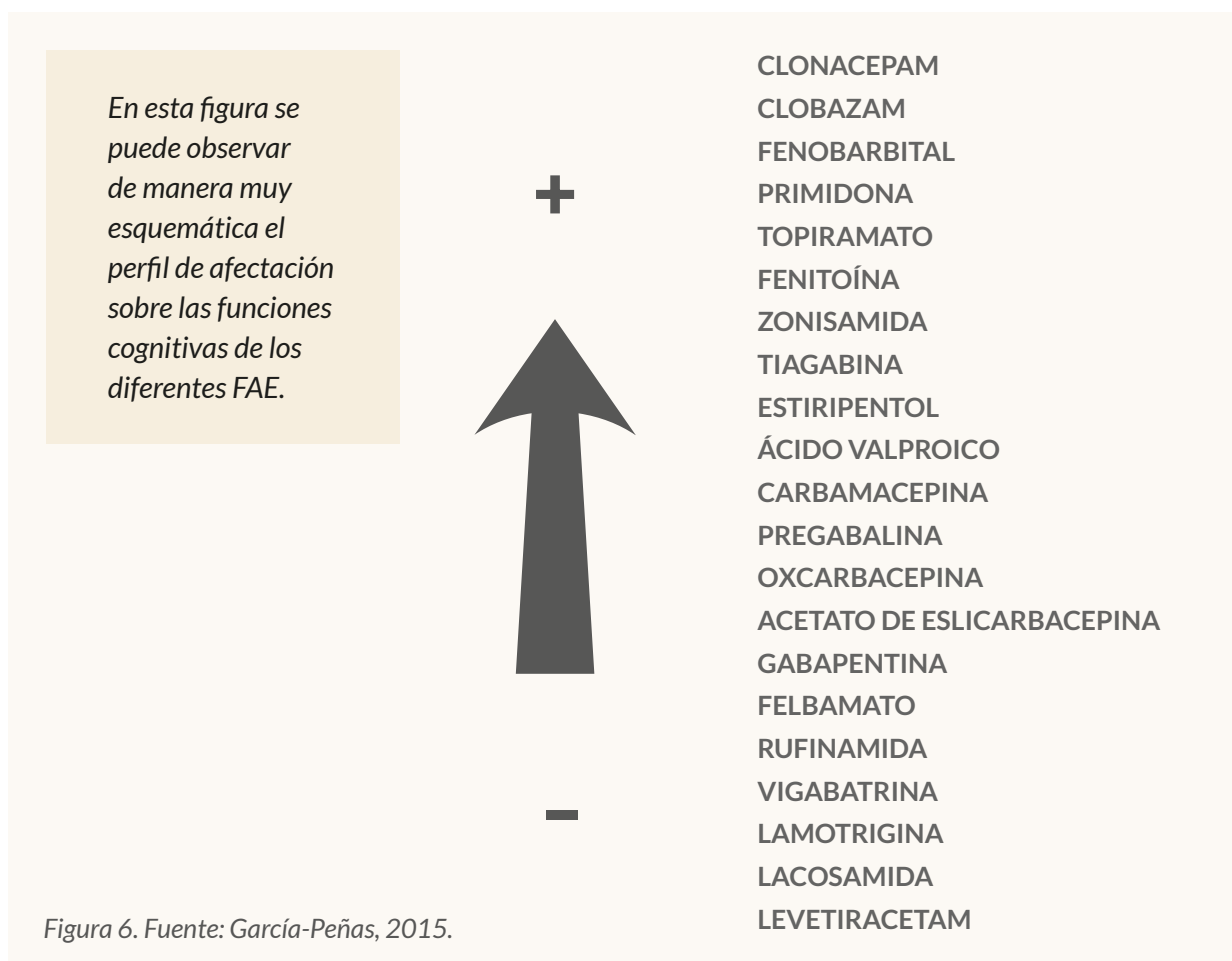 En esta figura se
puede observar
de manera muy
esquemática el
perfil de afectación
sobre las funciones
cognitivas de los
diferentes FAE.
+
–
CLONACEPAM
CLOBAZAM
FENOBARBITAL
PRIMIDONA
TOPIRAMATO
FENITOÍNA
ZONISAMIDA
TIAGABINA
ESTIRIPENTOL
ÁCIDO VALPROICO
CARBAMACEPINA
PREGABALINA
OXCARBACEPINA
ACETATO DE ESLICARBACEPINA
GABAPENTINA
FELBAMATO
RUFINAMIDA
VIGABATRINA
LAMOTRIGINA
LACOSAMIDA
LEVETIRACETAM
Figura 6. Fuente: García-Peñas, 2015.